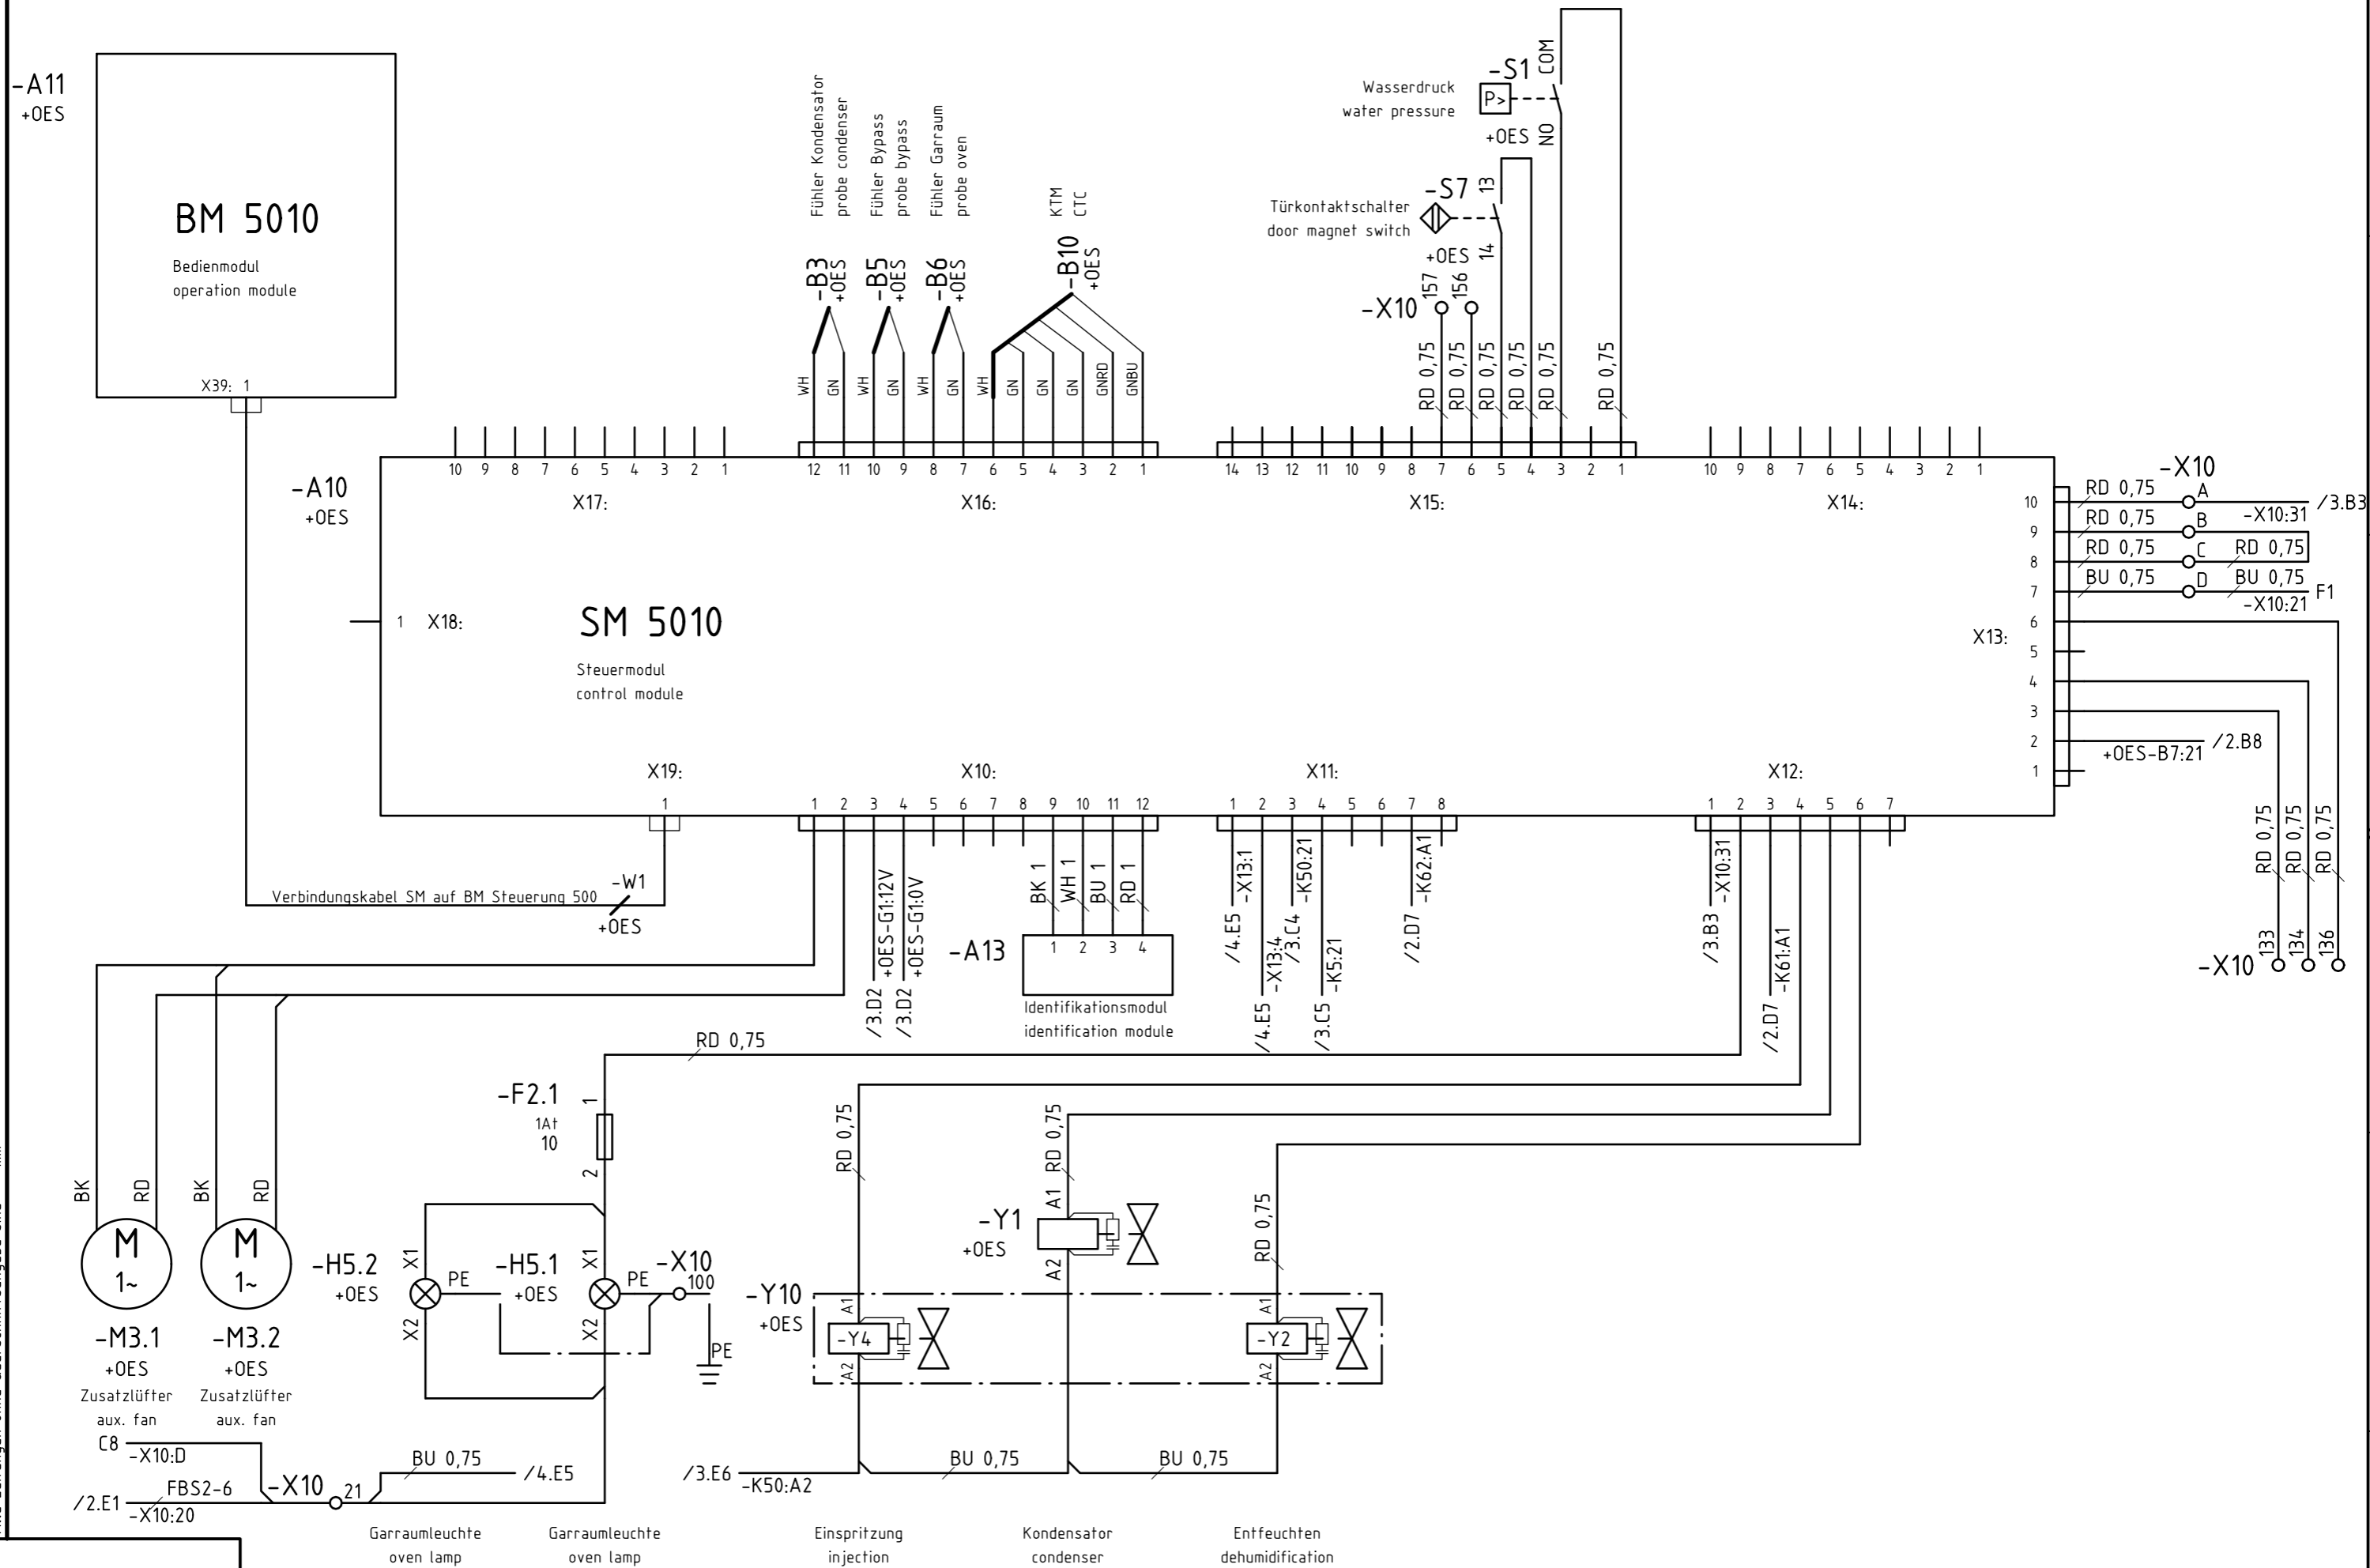 -A11
+OES
BM 5010
Bedienmodul
operation module
X39: 1
Fühler Kondensator
probe condenser
Fühler Bypass
probe bypass
Fühler Garraum
probe oven
KTM
CTC
-B3
+OES
-B5
+OES
-B6
+OES
-B10
+OES
WH
GN
WH
GN
WH
GN
WH
GN
GN
GN
GNRD
GNBU
Wasserdruck
water pressure
-S1
P>
+OES
COM
NO
Türkontaktschalter
door magnet switch
-S7
+OES
13
14
-X10
157
156
RD 0,75
RD 0,75
RD 0,75
RD 0,75
RD 0,75
RD 0,75
-A10
+OES
10 9 8 7 6 5 4 3 2 1
X17:
12 11 10 9 8 7 6 5 4 3 2 1
X16:
14 13 12 11 10 9 8 7 6 5 4 3 2 1
X15:
10 9 8 7 6 5 4 3 2 1
X14:
1 X18:
SM 5010
Steuermodul
control module
X13:
10
9
8
7
6
5
4
3
2
1
-X10
RD 0,75 A
-X10:31 /3.B3
RD 0,75 B
RD 0,75 C RD 0,75
BU 0,75 D BU 0,75
-X10:21 F1
+OES-B7:21 /2.B8
RD 0,75
RD 0,75
RD 0,75
-X10
133
134
136
X19:
1
X10:
1 2 3 4 5 6 7 8 9 10 11 12
X11:
1 2 3 4 5 6 7 8
X12:
1 2 3 4 5 6 7
Verbindungskabel SM auf BM Steuerung 500
-W1
+OES
/3.D2 +OES-G1:12V
/3.D2 +OES-G1:0V
BK 1
WH 1
BU 1
RD 1
-A13
1 2 3 4
Identifikationsmodul
identification module
/4.E5 -X13:1
/4.E5 -X13:4
/3.C4 -K50:21
/3.C5 -K5:21
/2.D7 -K62:A1
/3.B3 -X10:31
/2.D7 -K61:A1
RD 0,75
-F2.1
1At
10
1
2
RD 0,75
RD 0,75
RD 0,75
BK
RD
BK
RD
M
1~
M
1~
-M3.1
+OES
Zusatzlüfter
aux. fan
-M3.2
+OES
Zusatzlüfter
aux. fan
-H5.2
+OES
X1
X2
PE
-H5.1
+OES
X1
X2
PE
-X10
100
PE
-Y1
+OES
A1
A2
-Y10
+OES
A1
-Y4
A2
A1
-Y2
A2
C8
-X10:D
/2.E1
FBS2-6
-X10:20
-X10
21
BU 0,75
/4.E5
/3.E6
-K50:A2
BU 0,75
BU 0,75
Garraumleuchte
oven lamp
Garraumleuchte
oven lamp
Einspritzung
injection
Kondensator
condenser
Entfeuchten
dehumidification